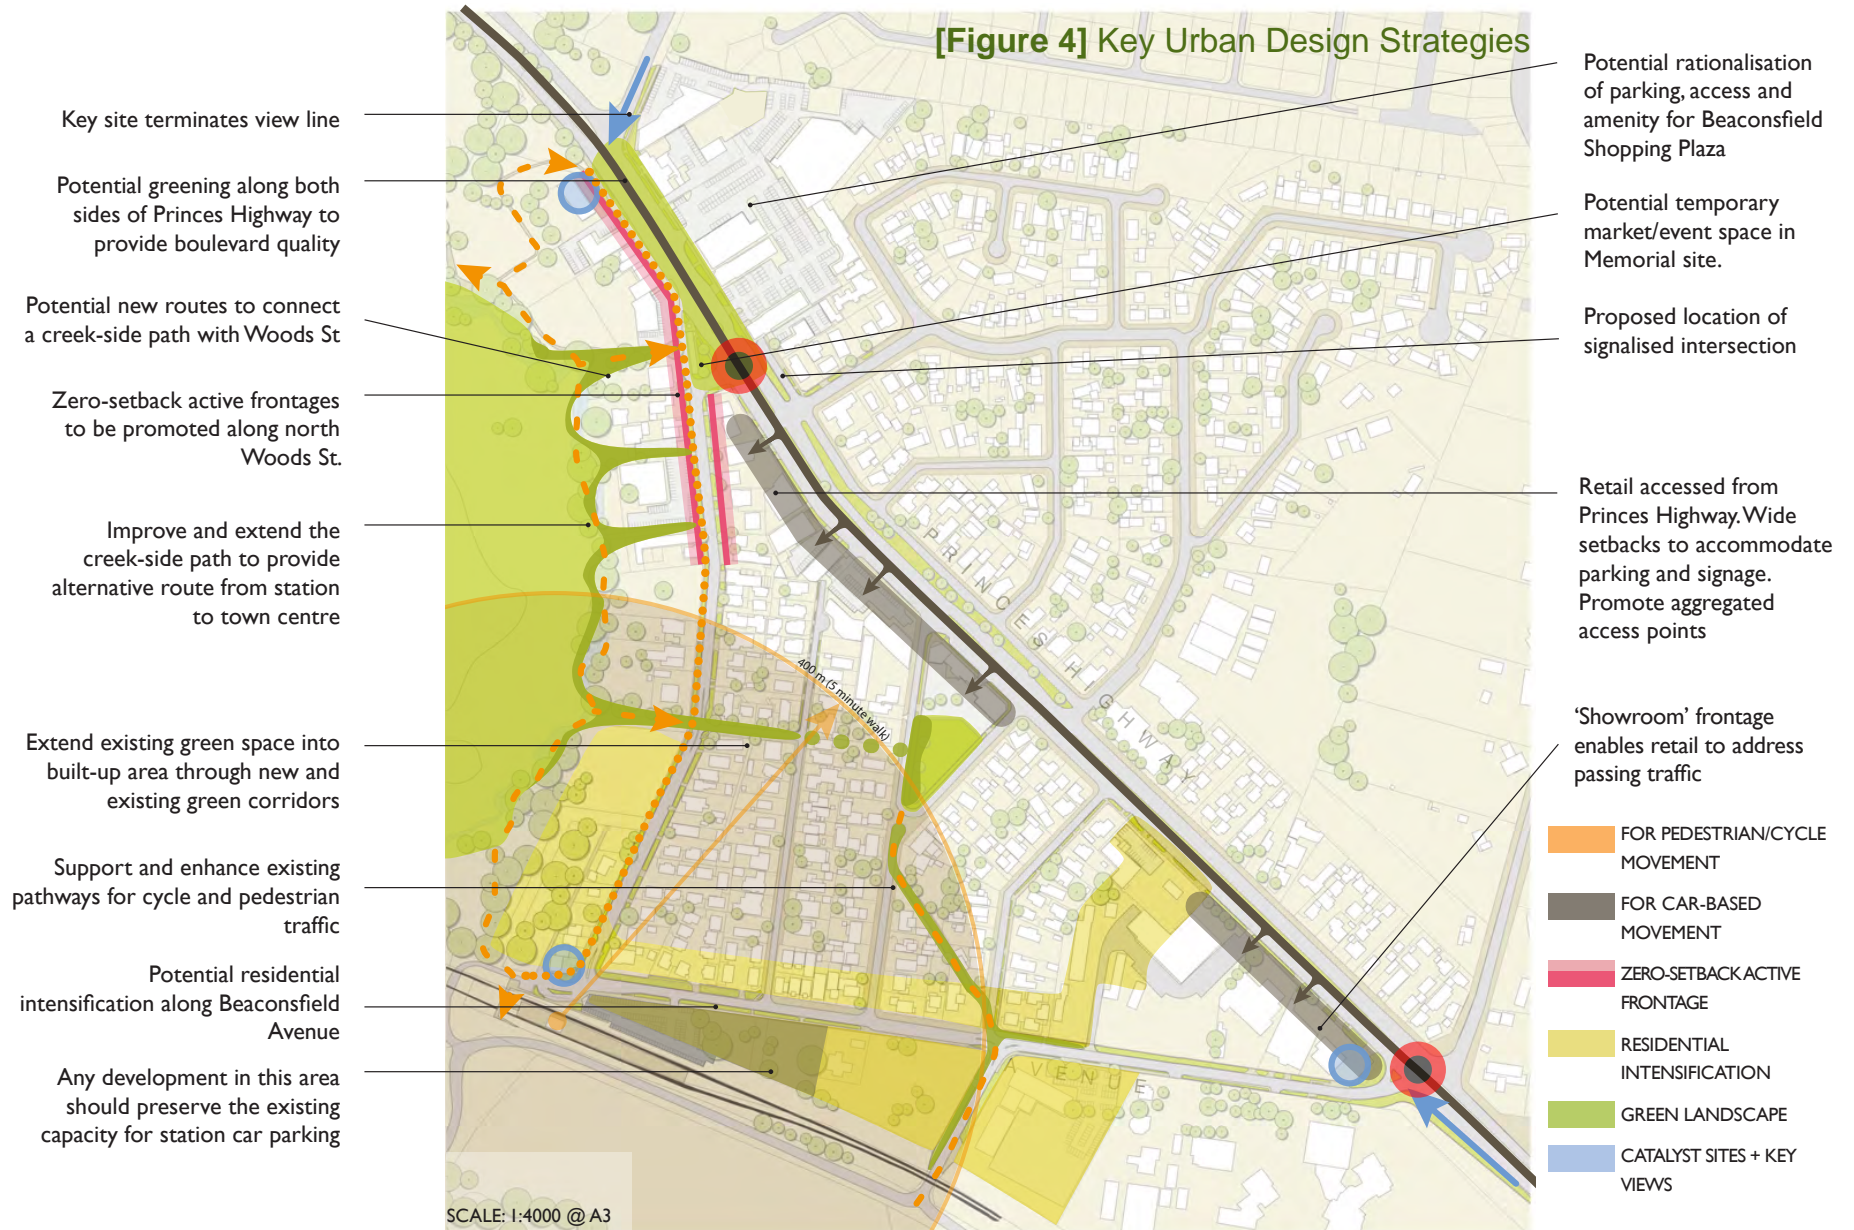 [Figure 4] Key Urban Design Strategies
Key site terminates view line
Potential greening along both
sides of Princes Highway to
provide boulevard quality
Potential new routes to connect
a creek-side path with Woods St
Zero-setback active frontages
to be promoted along north
Woods St.
Improve and extend the
creek-side path to provide
alternative route from station
to town centre
Extend existing green space into
built-up area through new and
existing green corridors
Support and enhance existing
pathways for cycle and pedestrian
traffic
Potential residential
intensification along Beaconsfield
Avenue
Any development in this area
should preserve the existing
capacity for station car parking
400 m (5 minute walk)
PRINCES HIGHWAY
AVENUE
SCALE: 1:4000 @ A3
Potential rationalisation
of parking, access and
amenity for Beaconsfield
Shopping Plaza
Potential temporary
market/event space in
Memorial site.
Proposed location of
signalised intersection
Retail accessed from
Princes Highway. Wide
setbacks to accommodate
parking and signage.
Promote aggregated
access points
‘Showroom’ frontage
enables retail to address
passing traffic
FOR PEDESTRIAN/CYCLE
MOVEMENT
FOR CAR-BASED
MOVEMENT
ZERO-SETBACK ACTIVE
FRONTAGE
RESIDENTIAL
INTENSIFICATION
GREEN LANDSCAPE
CATALYST SITES + KEY
VIEWS